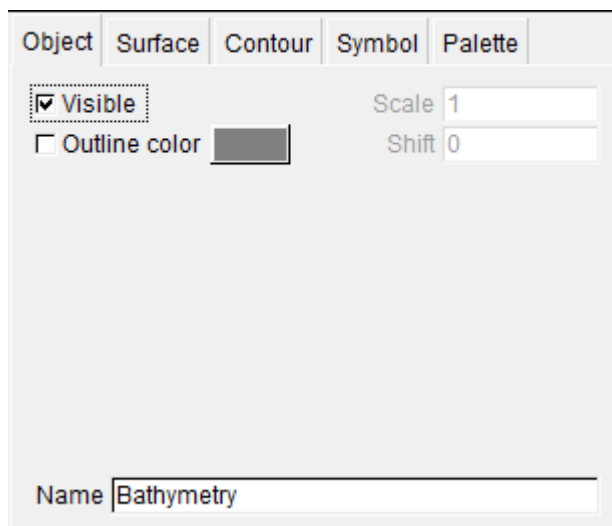 Object Surface Contour Symbol Palette
Visible Scale 1
Outline color Shift 0
Name Bathymetry